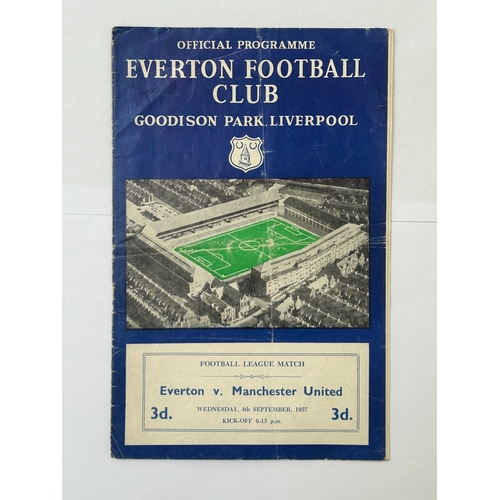 OFFICIAL PROGRAMME
EVERTON FOOTBALL
CLUB
GOODISON PARK, LIVERPOOL
FOOTBALL LEAGUE MATCH
Everton v. Manchester United
3d. WEDNESDAY, 4th SEPTEMBER, 1957 3d.
KICK-OFF 6-15 p.m.